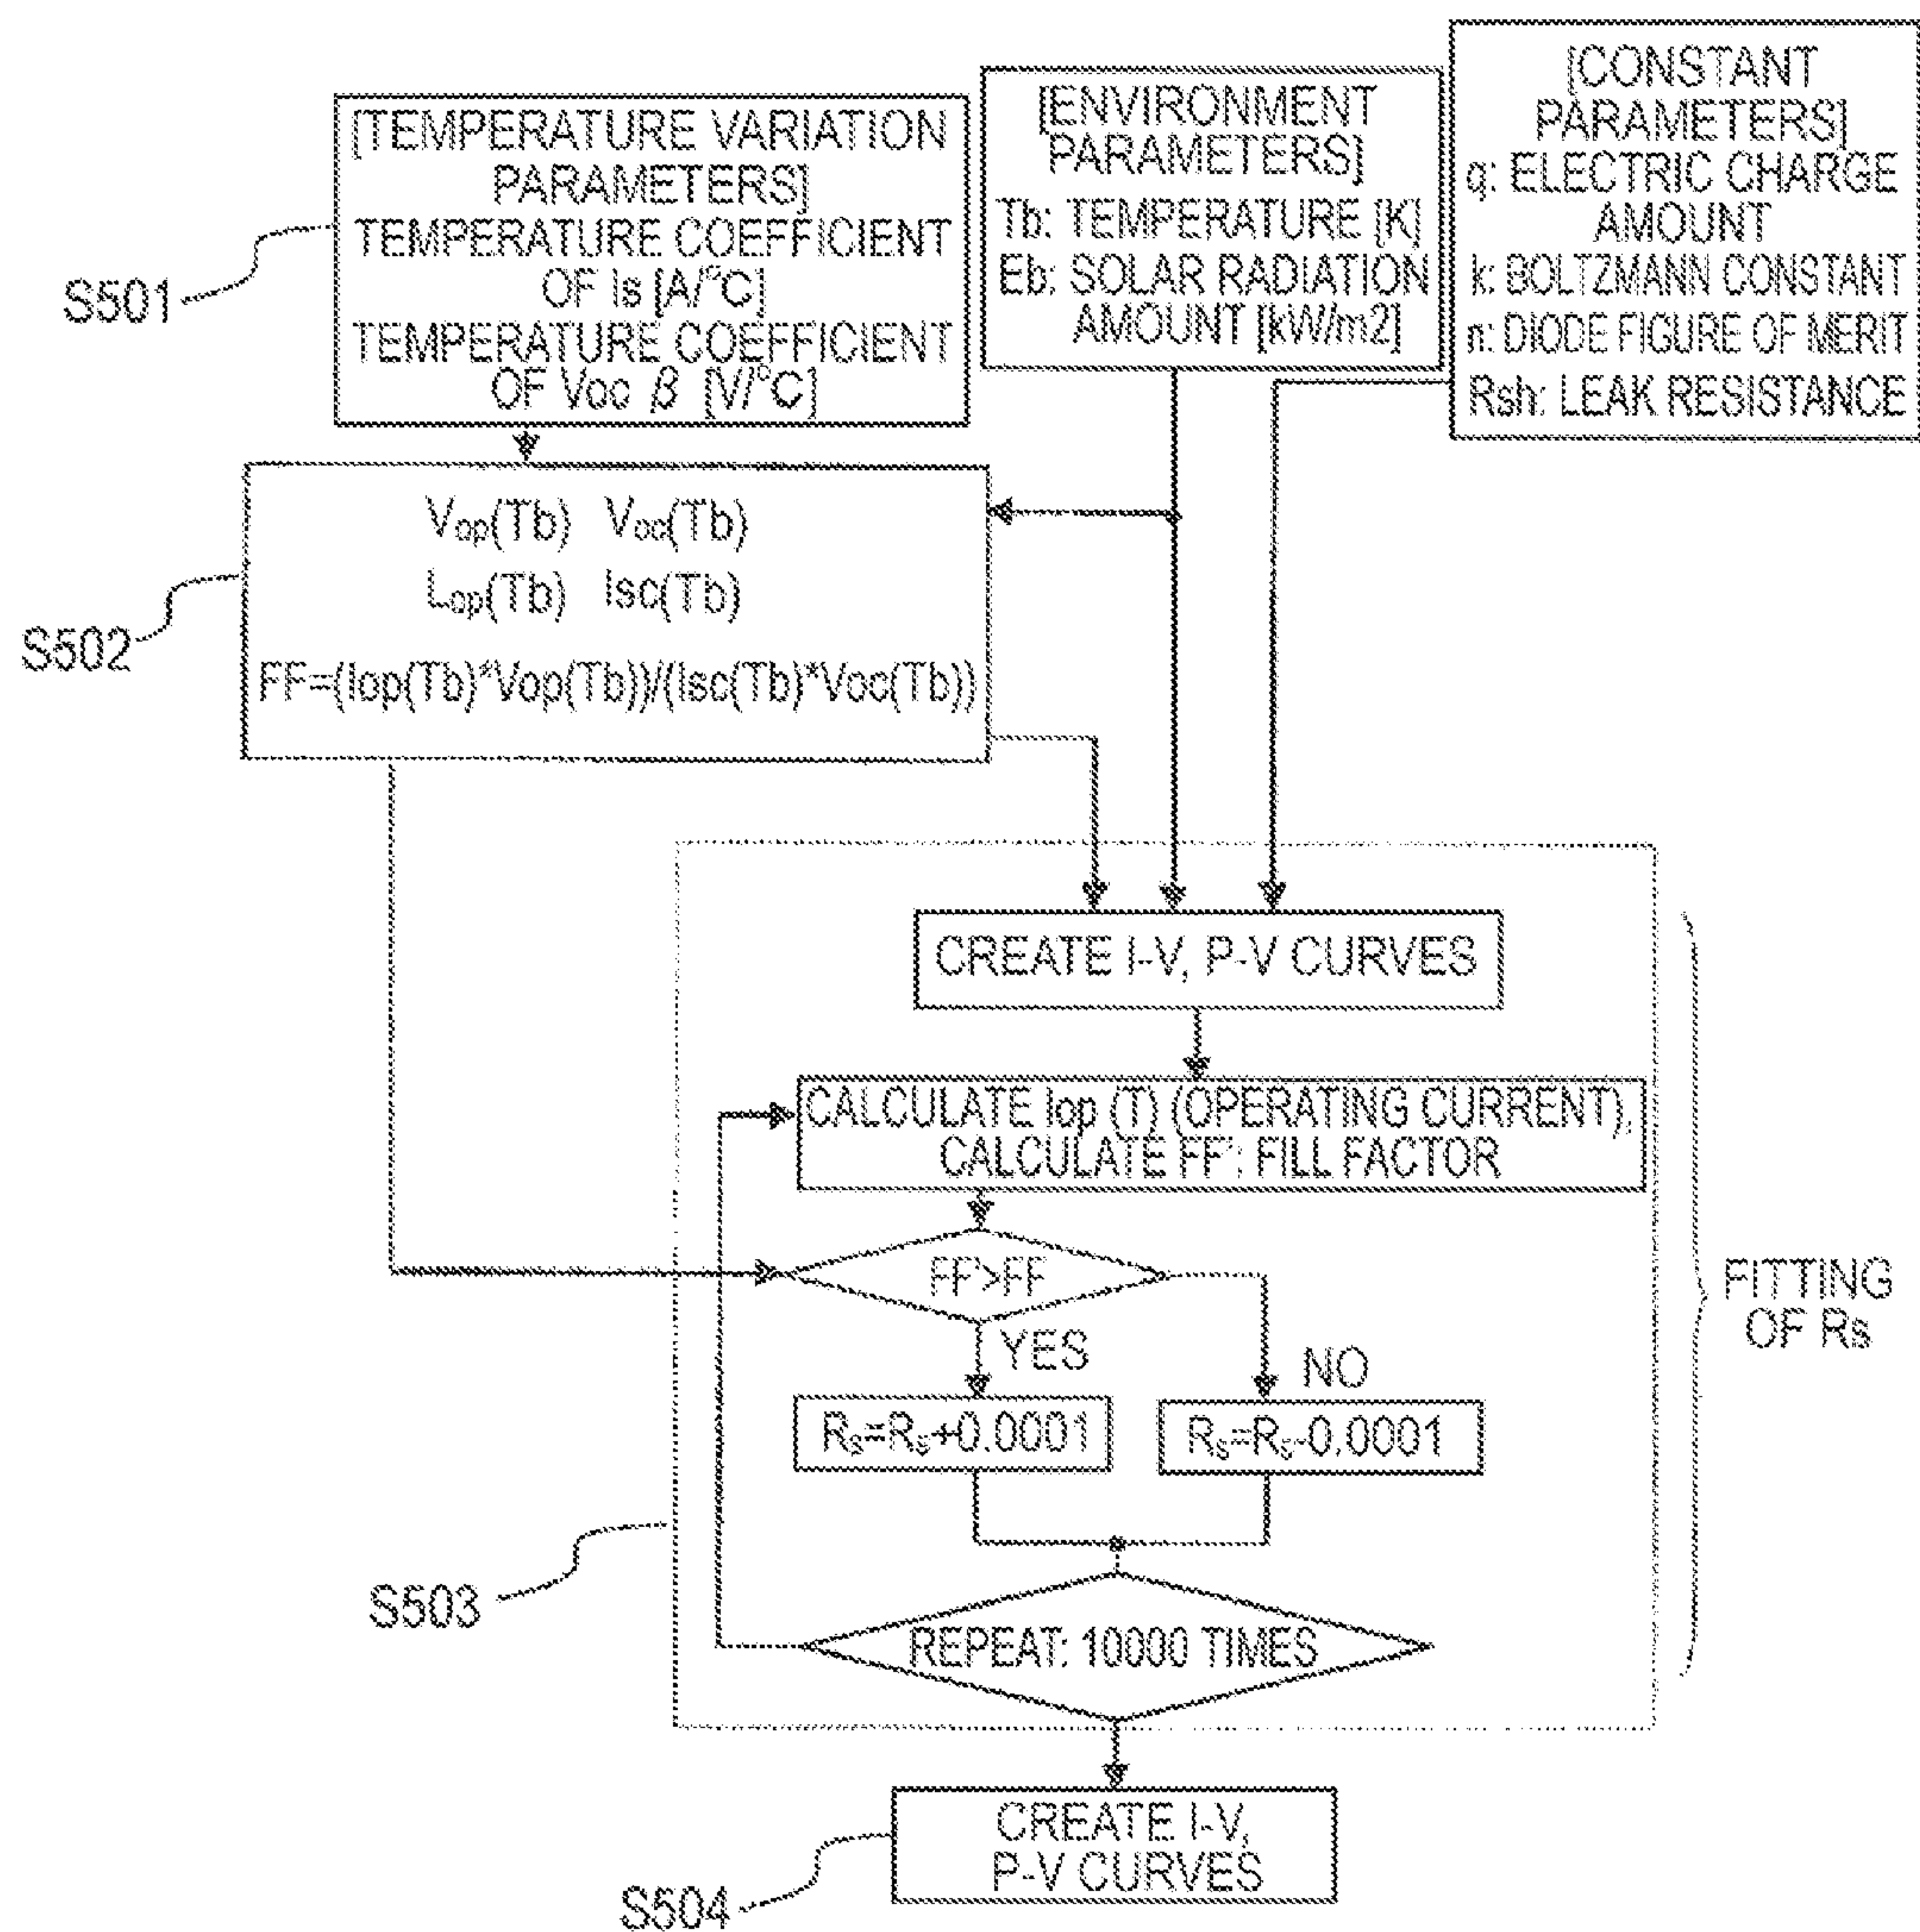 [TEMPERATURE VARIATION
PARAMETERS]
TEMPERATURE COEFFICIENT
OF Is [A/°C]
TEMPERATURE COEFFICIENT
OF Voc β [V/°C]
[ENVIRONMENT
PARAMETERS]
Tb: TEMPERATURE [K]
Eb: SOLAR RADIATION
AMOUNT [kW/m2]
[CONSTANT
PARAMETERS]
q: ELECTRIC CHARGE
AMOUNT
k: BOLTZMANN CONSTANT
n: DIODE FIGURE OF MERIT
Rsh: LEAK RESISTANCE
S501
Vop(Tb) Voc(Tb)
Lop(Tb) Isc(Tb)
FF=(Iop(Tb)*Vop(Tb))/(Isc(Tb)*Voc(Tb))
S502
CREATE I-V, P-V CURVES
CALCULATE Iop (T) (OPERATING CURRENT),
CALCULATE FF': FILL FACTOR
FF'>FF
YES
NO
Rs=Rs+0.0001
Rs=Rs-0.0001
REPEAT: 10000 TIMES
FITTING
OF Rs
S503
CREATE I-V,
P-V CURVES
S504